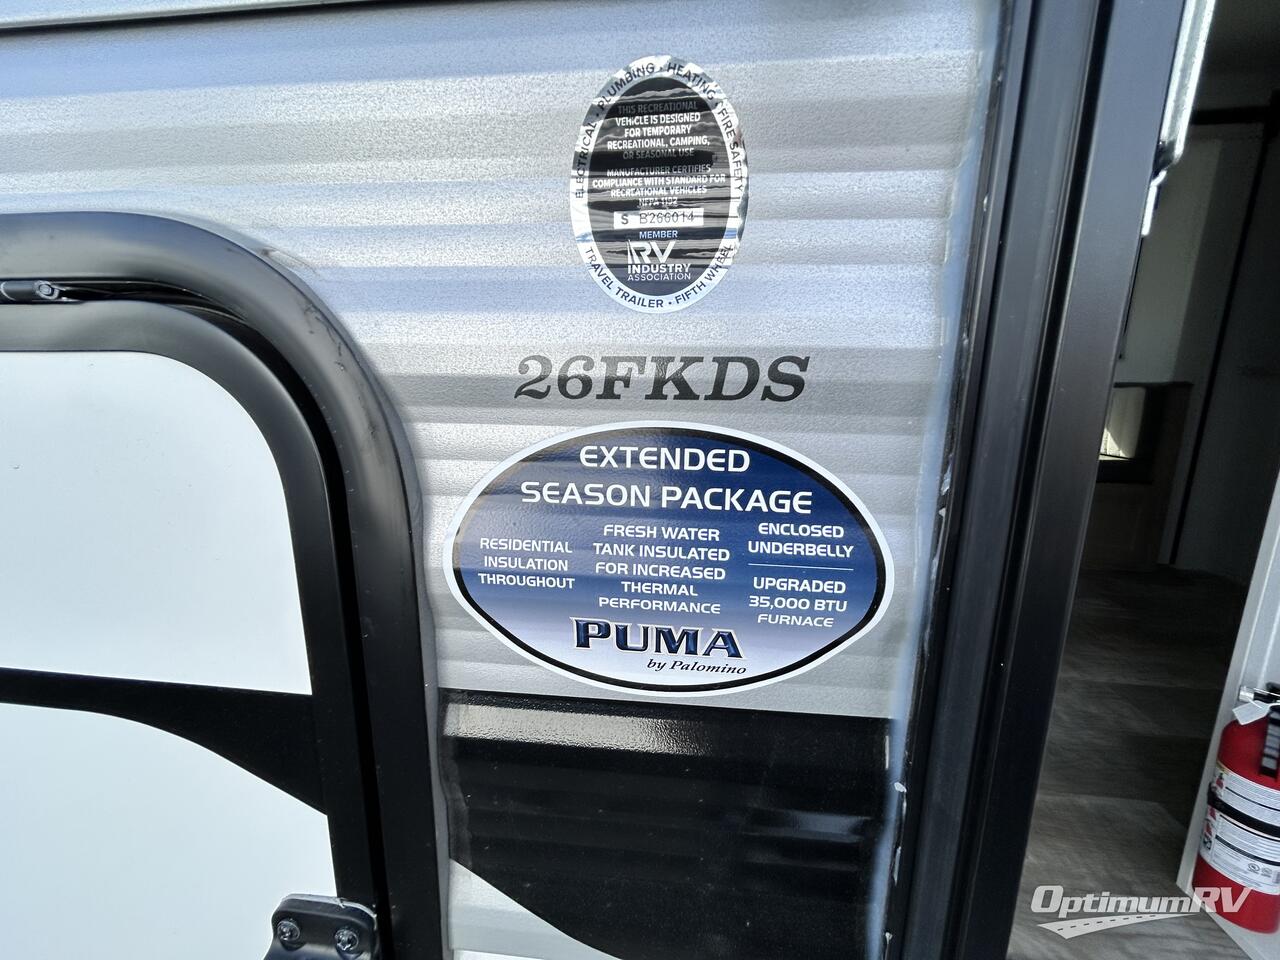 ELECTRICAL · PLUMBING · HEATING · FIRE SAFETY
THIS RECREATIONAL
VEHICLE IS DESIGNED
FOR TEMPORARY
RECREATIONAL, CAMPING,
OR SEASONAL USE
MANUFACTURER CERTIFIES
COMPLIANCE WITH STANDARD FOR
RECREATIONAL VEHICLES
NFPA 1192
S B266014
MEMBER
RV
INDUSTRY
ASSOCIATION
TRAVEL TRAILER · FIFTH WHEEL
26FKDS
EXTENDED
SEASON PACKAGE
RESIDENTIAL
INSULATION
THROUGHOUT
FRESH WATER
TANK INSULATED
FOR INCREASED
THERMAL
PERFORMANCE
ENCLOSED
UNDERBELLY
UPGRADED
35,000 BTU
FURNACE
PUMA
by Palomino
OptimumRV